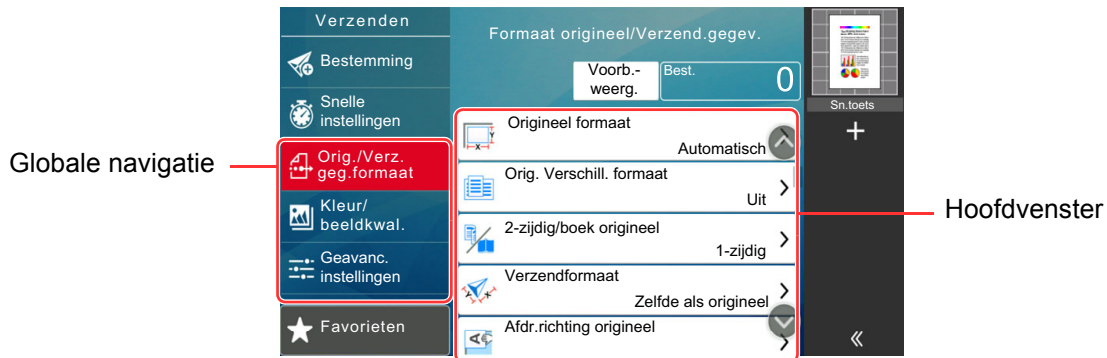 Globale navigatie
Verzenden
Bestemming
Snelle
instellingen
Orig./Verz.
geg.formaat
Kleur/
beeldkwal.
Geavanc.
instellingen
Favorieten
Formaat origineel/Verzend.gegev.
Voorb.-
weerg.
Best.
0
Origineel formaat
Automatisch
Orig. Verschill. formaat
Uit
2-zijdig/boek origineel
1-zijdig
Verzendformaat
Zelfde als origineel
Afdr.richting origineel
Sn.toets
Hoofdvenster